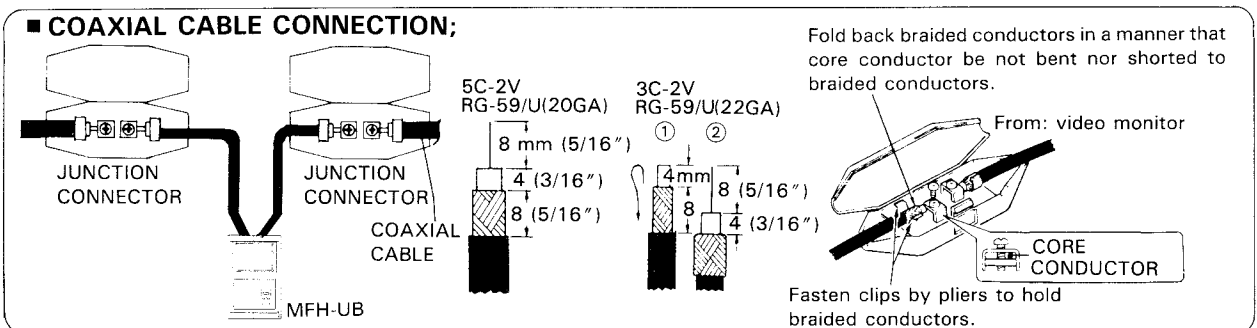 ■ COAXIAL CABLE CONNECTION;
JUNCTION
CONNECTOR
JUNCTION
CONNECTOR
COAXIAL
CABLE
MFH-UB
5C-2V
RG-59/U(20GA)
8 mm (5/16″)
4 (3/16″)
8 (5/16″)
3C-2V
RG-59/U(22GA)
① ②
4mm
8
8 (5/16″)
4 (3/16″)
Fold back braided conductors in a manner that
core conductor be not bent nor shorted to
braided conductors.
From: video monitor
CORE
CONDUCTOR
Fasten clips by pliers to hold
braided conductors.